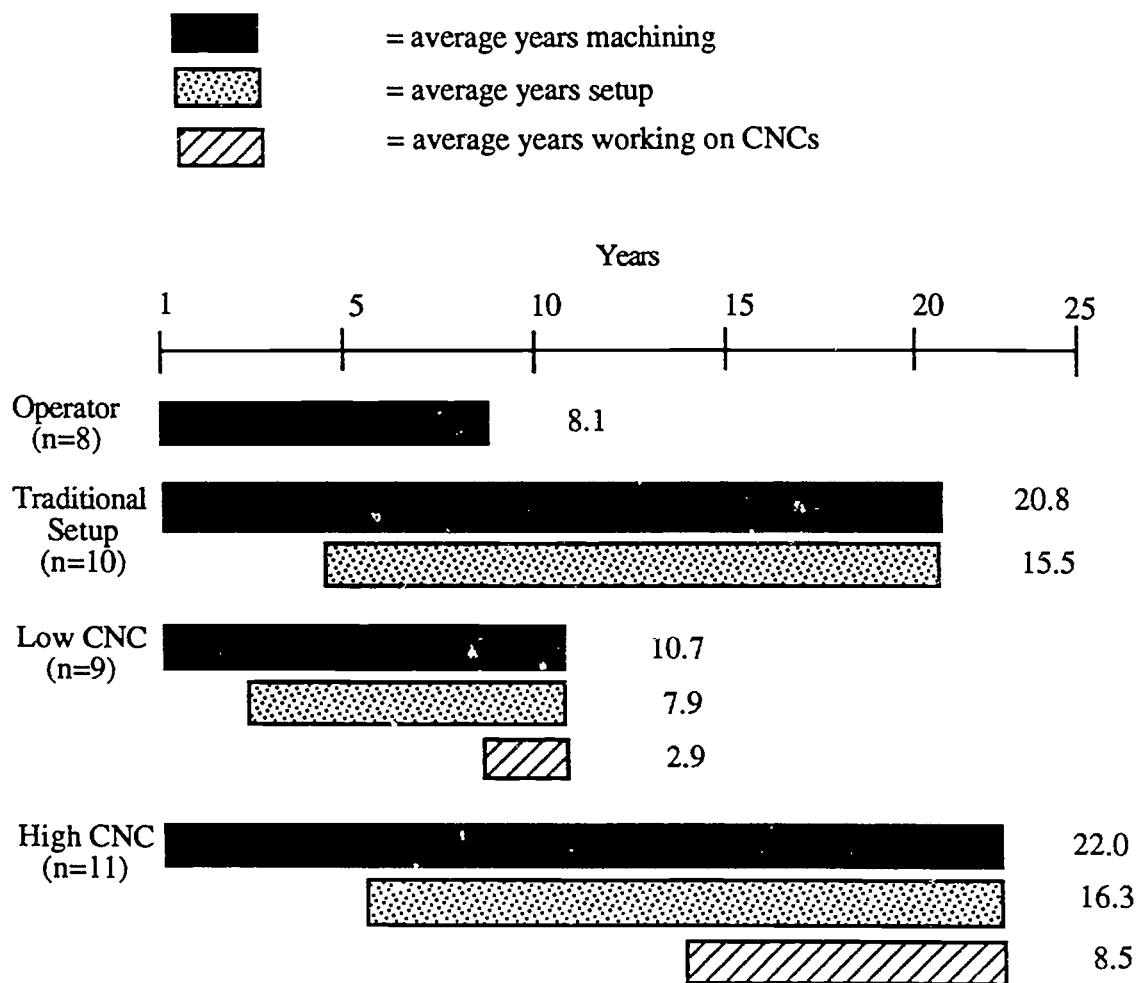 = average years machining
= average years setup
= average years working on CNCs
Years
1 5 10 15 20 25
Operator
(n=8)
8.1
Traditional
Setup
(n=10)
20.8
15.5
Low CNC
(n=9)
10.7
7.9
2.9
High CNC
(n=11)
22.0
16.3
8.5